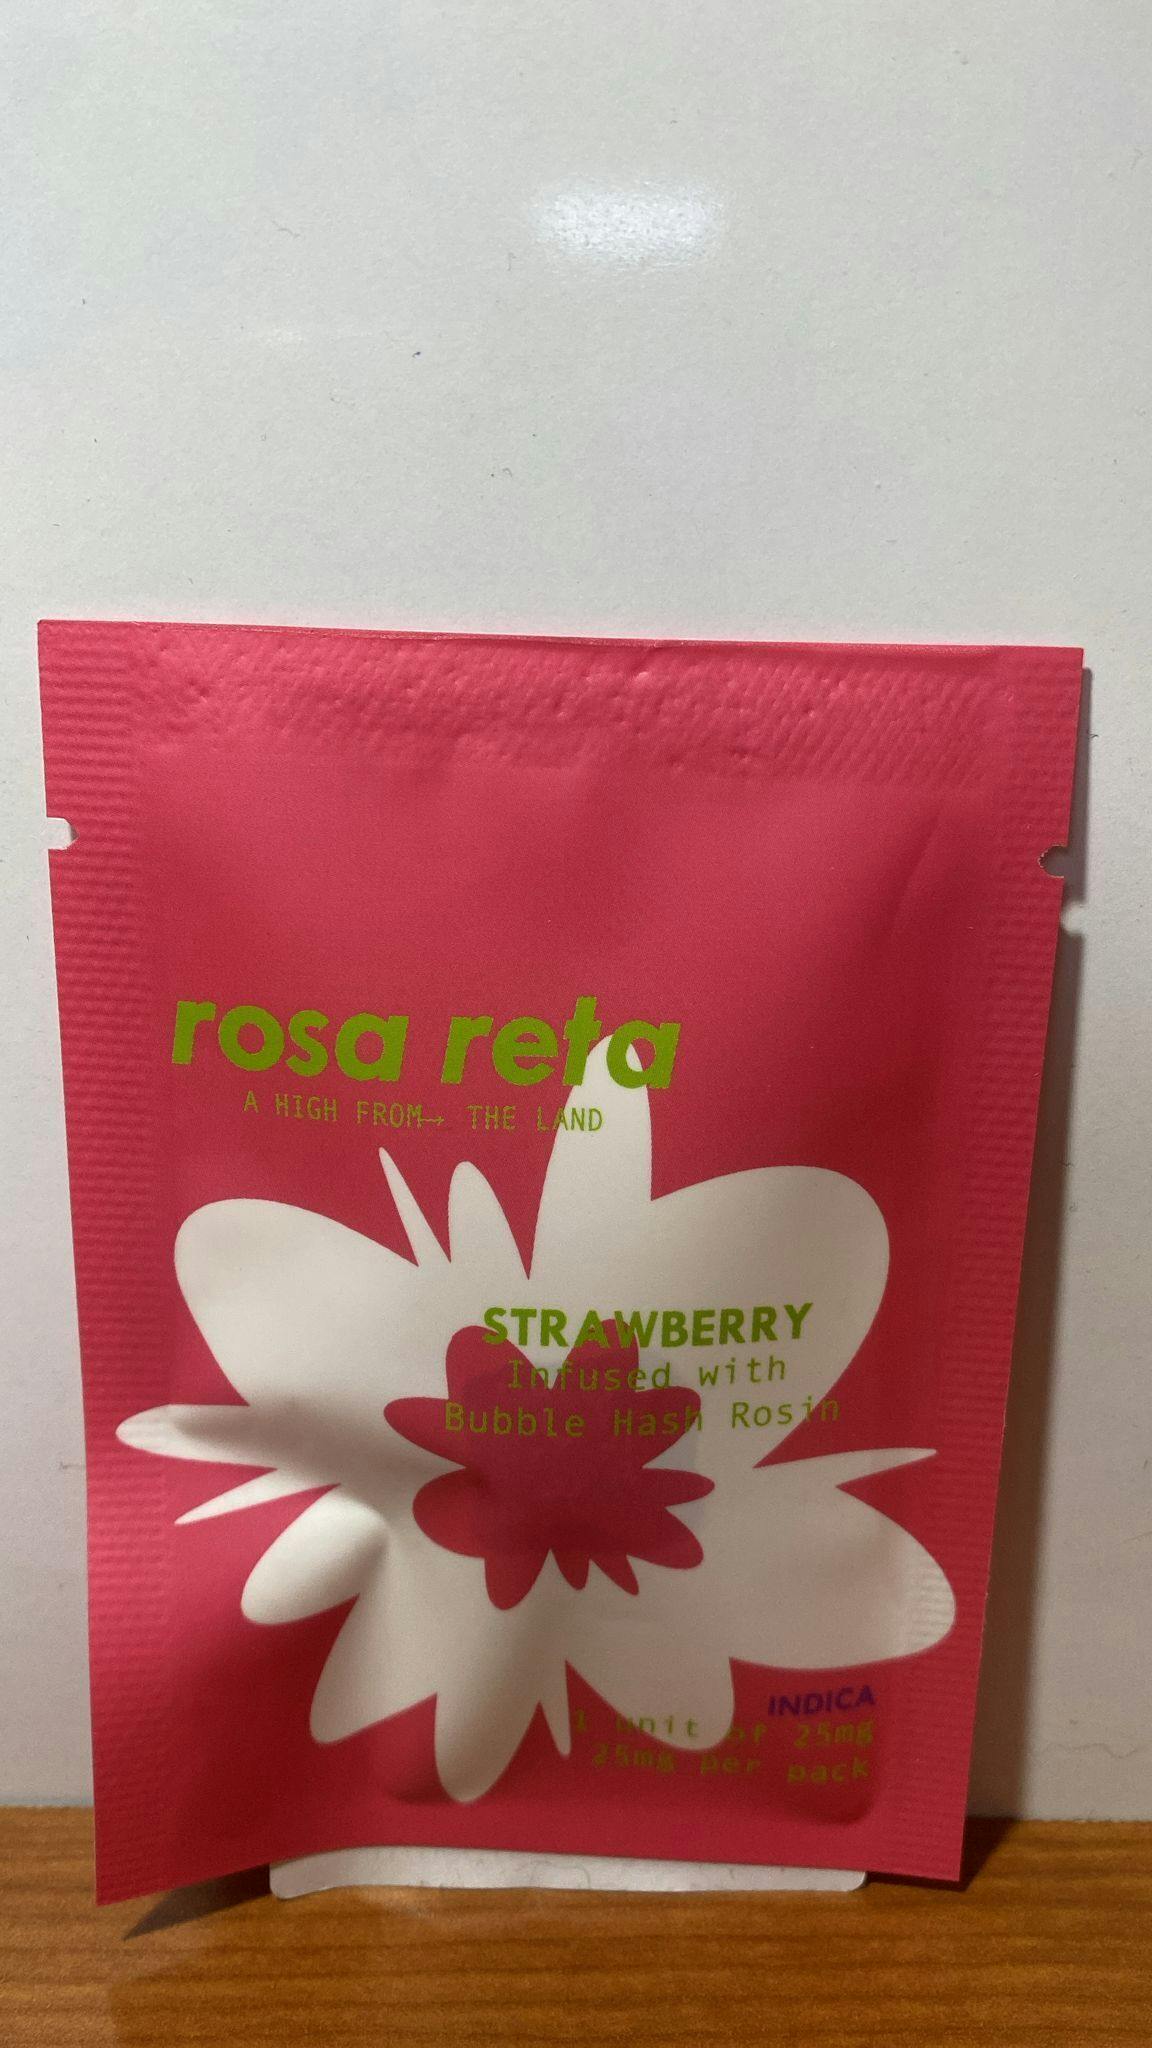 rosa reta
A HIGH FROM→ THE LAND
STRAWBERRY
Infused with
Bubble Hash Rosin
INDICA
1 unit of 25mg
25mg per pack